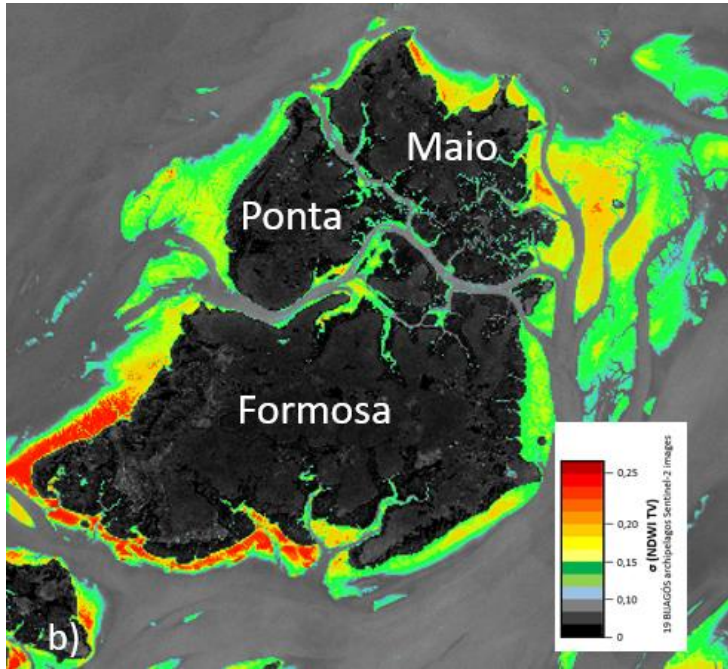 Maio
Ponta
Formosa
b)
0,25
0,20
0,15
0,10
0
σ (NDWI TV)
19 BIJAGÓS archipelagos Sentinel-2 images